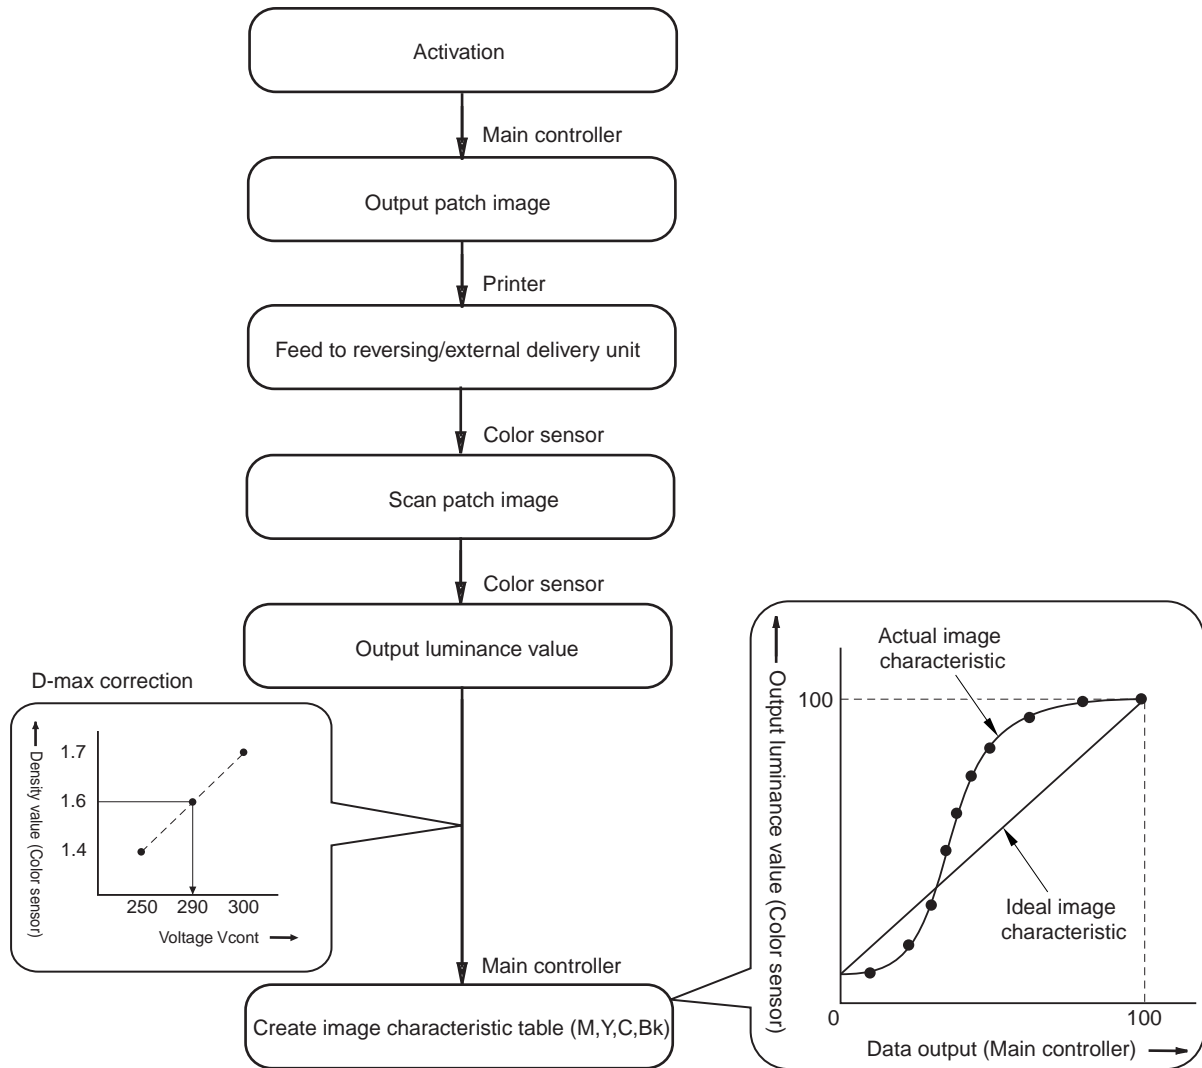 Activation
Main controller
Output patch image
Printer
Feed to reversing/external delivery unit
Color sensor
Scan patch image
Color sensor
Output luminance value
D-max correction
Density value (Color sensor)
1.7
1.6
1.4
250 290 300
Voltage Vcont
Main controller
Create image characteristic table (M,Y,C,Bk)
Output luminance value (Color sensor)
Actual image
characteristic
100
Ideal image
characteristic
0 100
Data output (Main controller)